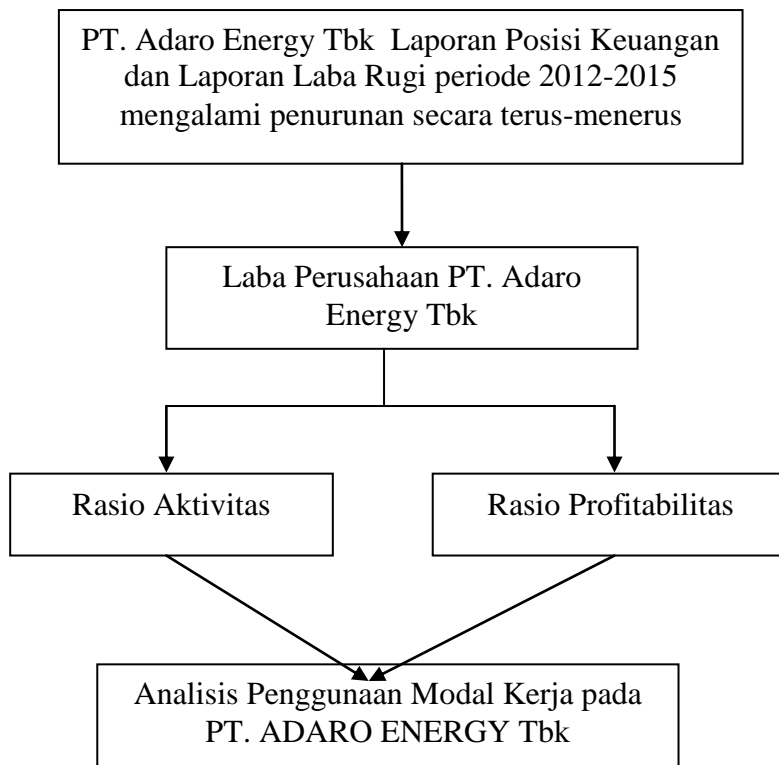 PT. Adaro Energy Tbk Laporan Posisi Keuangan
dan Laporan Laba Rugi periode 2012-2015
mengalami penurunan secara terus-menerus
Laba Perusahaan PT. Adaro
Energy Tbk
Rasio Aktivitas
Rasio Profitabilitas
Analisis Penggunaan Modal Kerja pada
PT. ADARO ENERGY Tbk